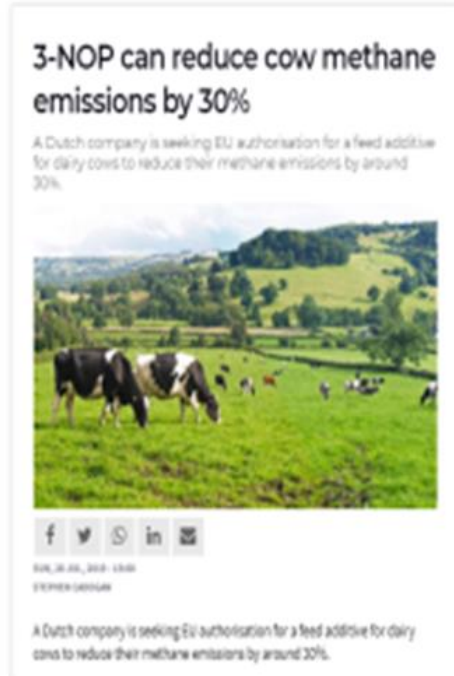 3-NOP can reduce cow methane
emissions by 30%
A Dutch company is seeking EU authorisation for a feed additive
for dairy cows to reduce their methane emissions by around
30%.
A Dutch company is seeking EU authorisation for a feed additive for dairy
cows to reduce their methane emissions by around 30%.